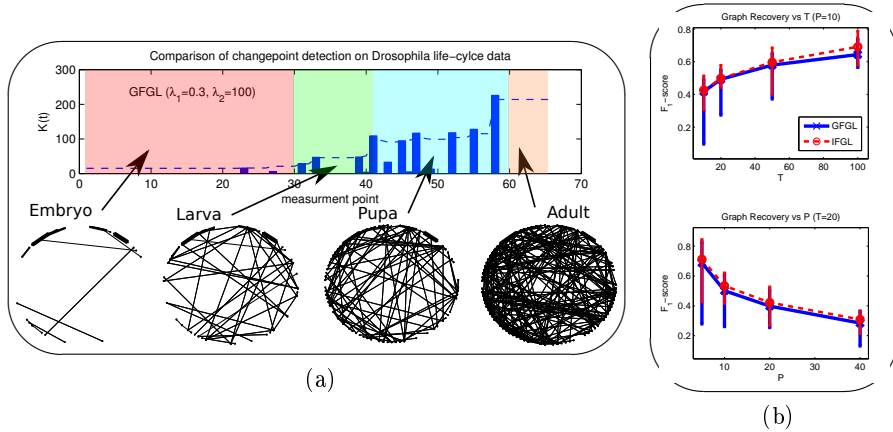 Comparison of changepoint detection on Drosophila life-cylce data
300
200
100
0
K(t)
GFGL (λ1=0.3, λ2=100)
0 10 20 30 40 50 60 70
measurment point
Embryo Larva Pupa Adult
(a)
Graph Recovery vs T (P=10)
0.8
0.6
0.4
0.2
F1-score
GFGL
IFGL
20 40 60 80 100
T
Graph Recovery vs P (T=20)
0.8
0.6
0.4
0.2
F1-score
10 20 30 40
P
(b)